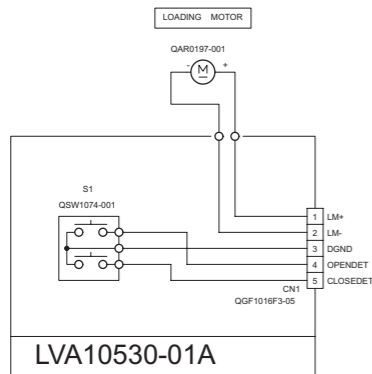 LOADING MOTOR
QAR0197-001
- M +
S1
QSW1074-001
1 LM+
2 LM-
3 DGND
4 OPENDET
5 CLOSEDET
CN1
QGF1016F3-05
LVA10530-01A